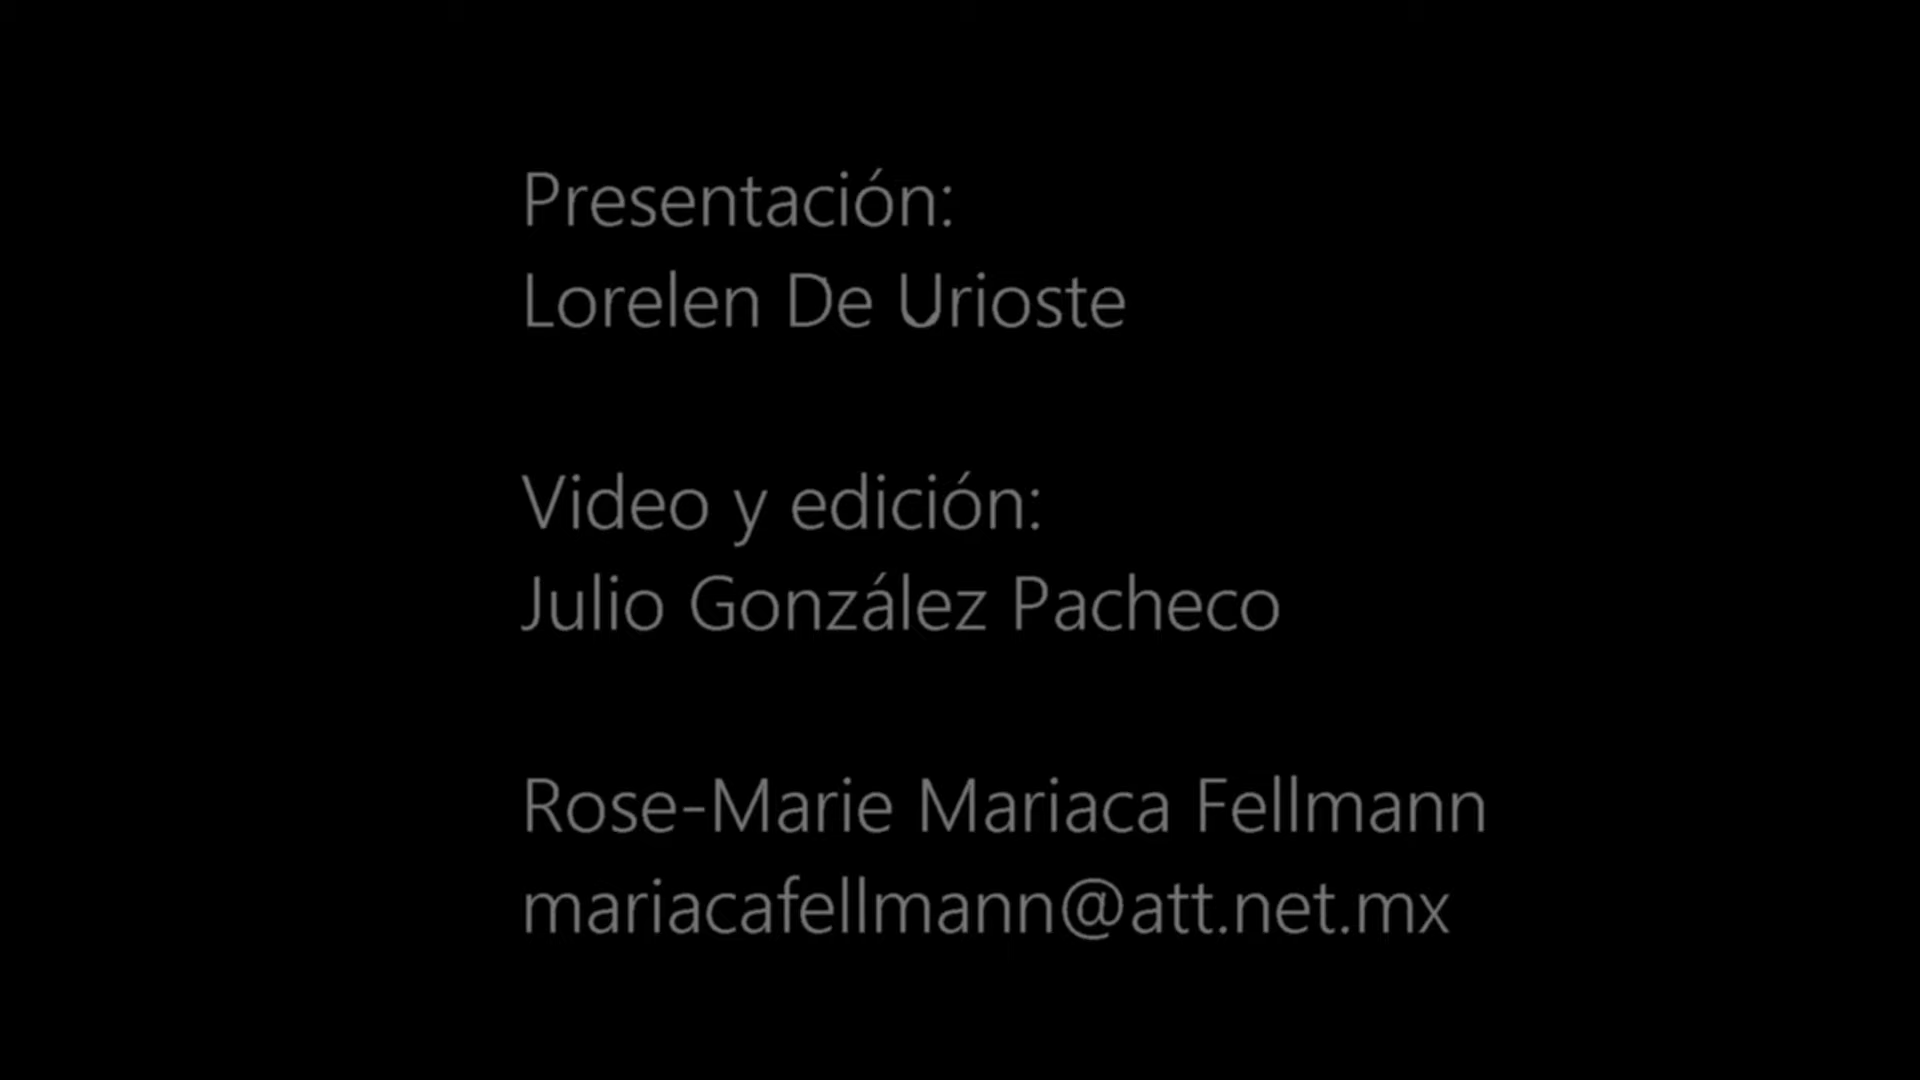 Presentación:
Lorelen De Urioste
Video y edición:
Julio González Pacheco
Rose-Marie Mariaca Fellmann
mariacafellmann@att.net.mx